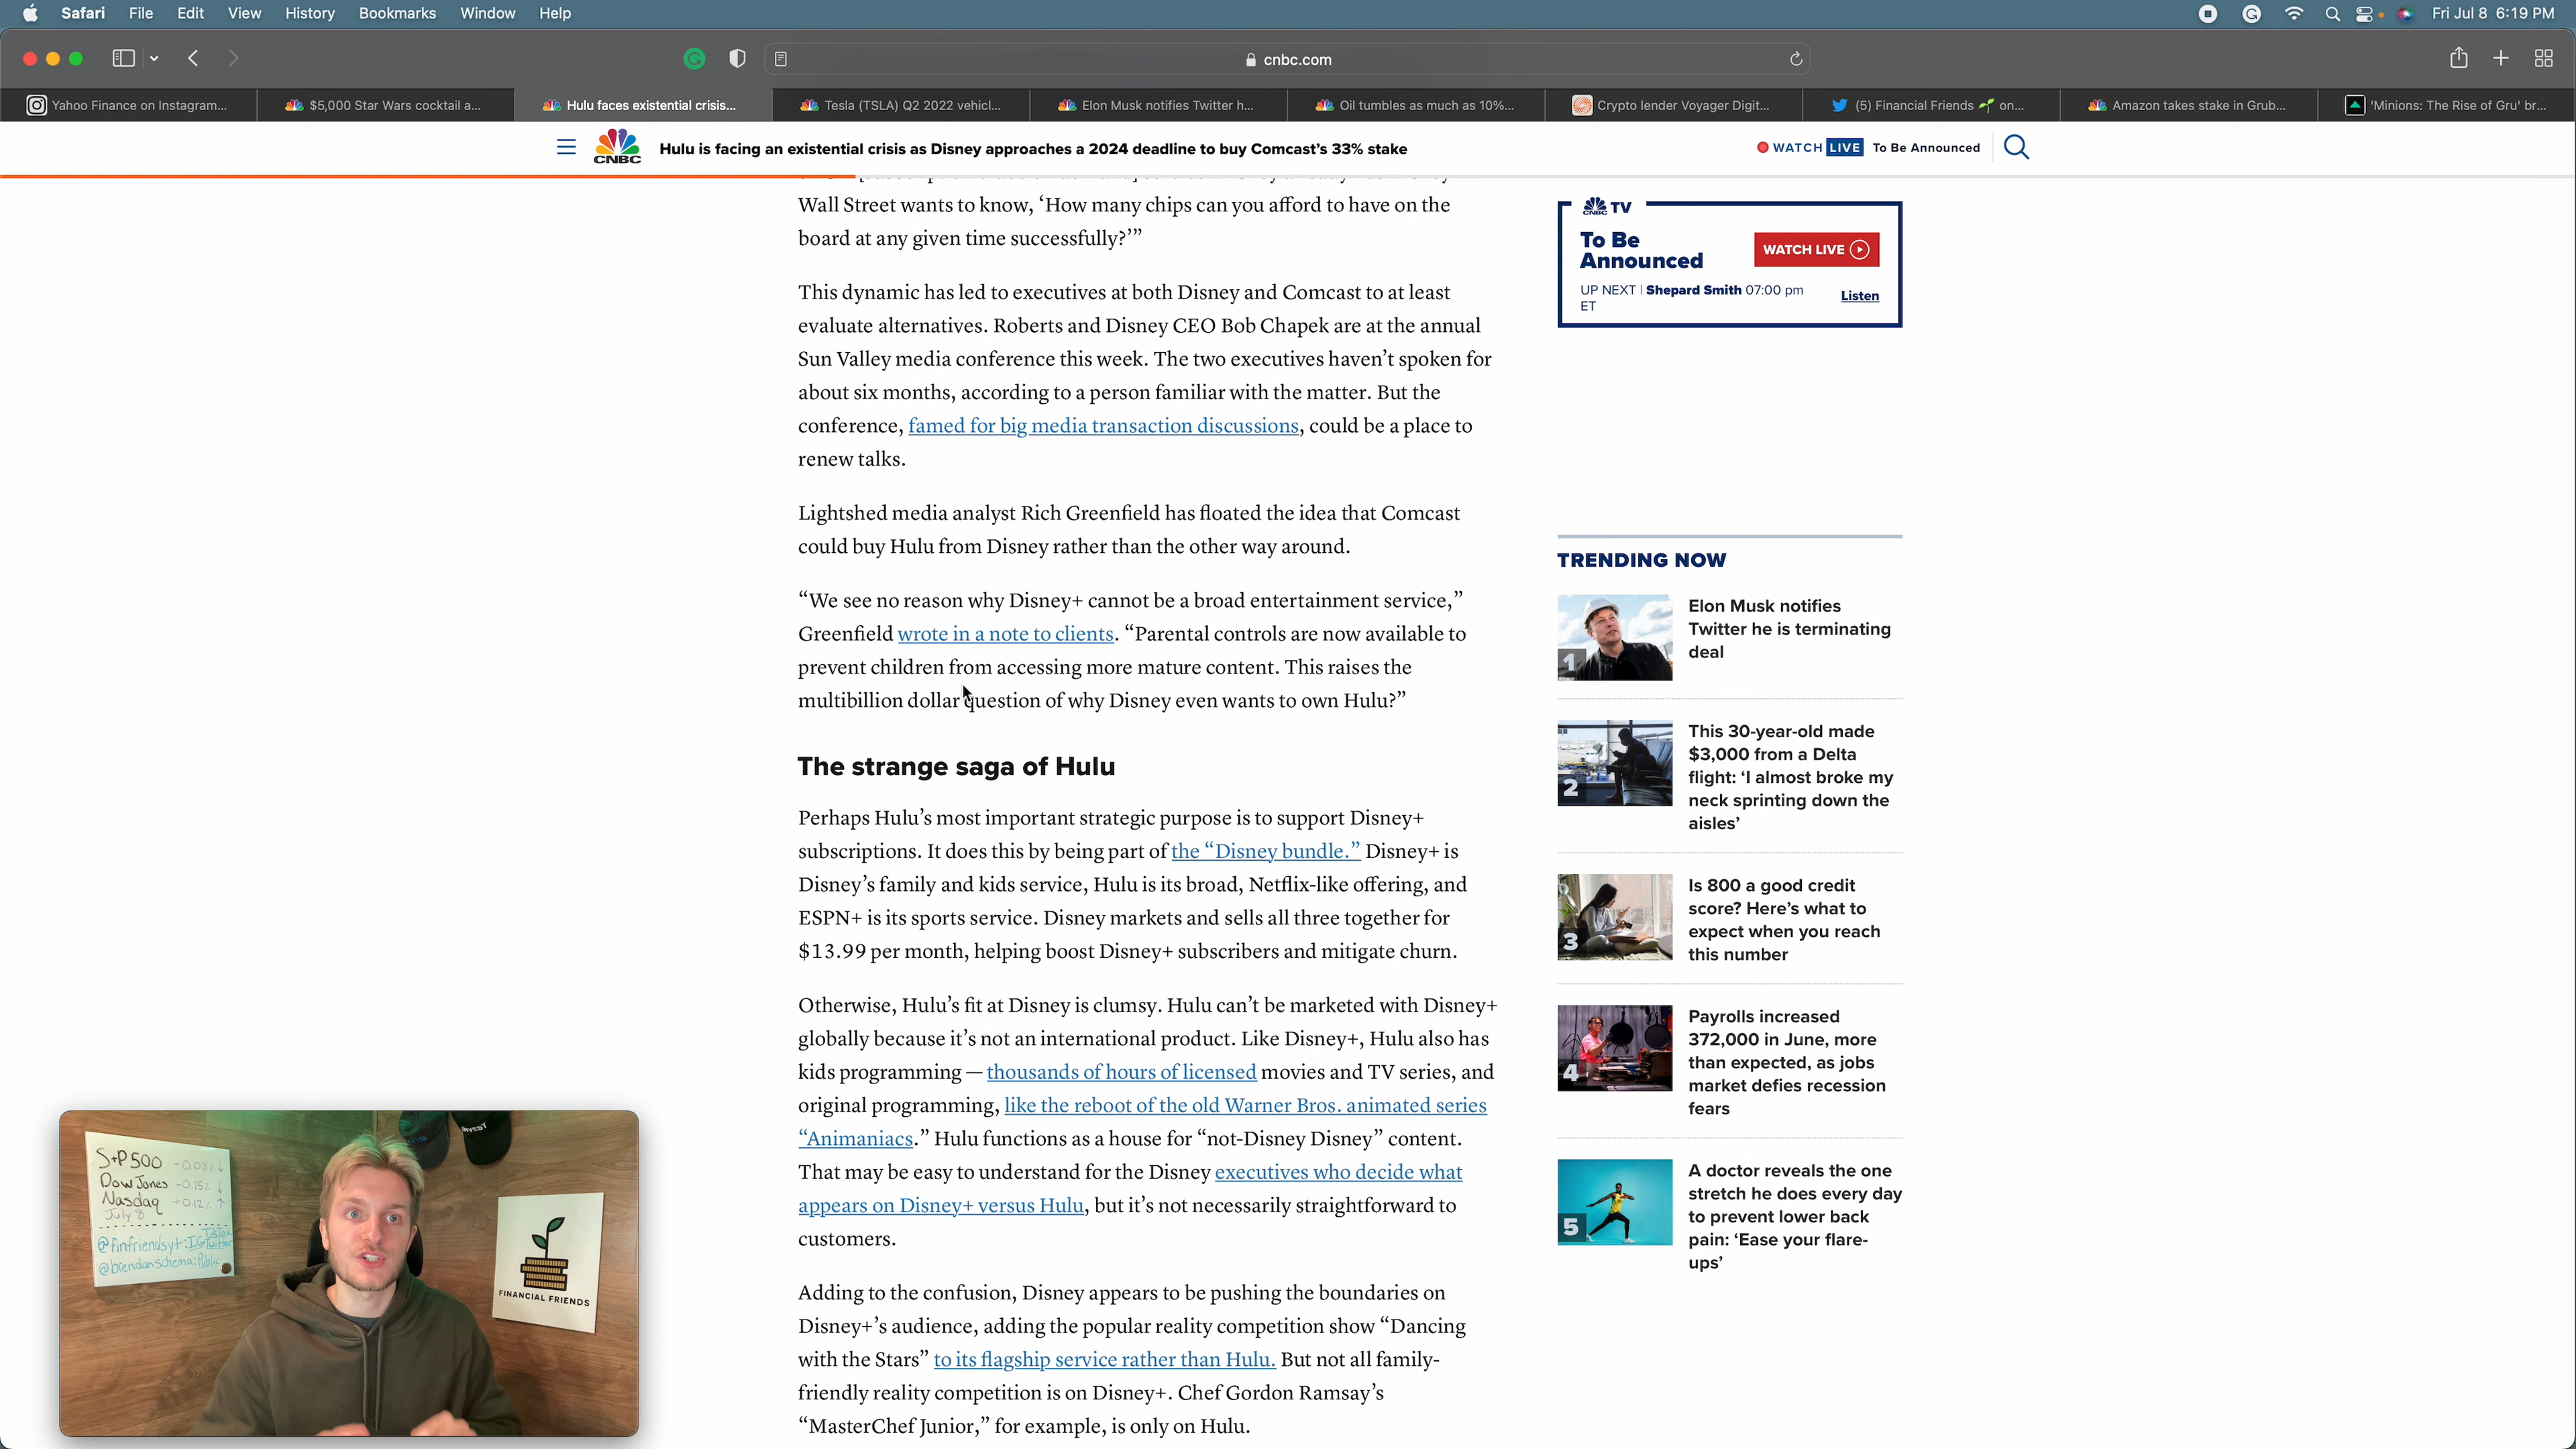 Safari File Edit View History Bookmarks Window Help Fri Jul 8 6:19 PM
cnbc.com
Yahoo Finance on Instagram... $5,000 Star Wars cocktail a... Hulu faces existential crisis... Tesla (TSLA) Q2 2022 vehicl... Elon Musk notifies Twitter h... Oil tumbles as much as 10%... Crypto lender Voyager Digit... (5) Financial Friends on... Amazon takes stake in Grub... 'Minions: The Rise of Gru' br...
CNBC Hulu is facing an existential crisis as Disney approaches a 2024 deadline to buy Comcast’s 33% stake WATCH LIVE To Be Announced
Wall Street wants to know, ‘How many chips can you afford to have on the
board at any given time successfully?’”
This dynamic has led to executives at both Disney and Comcast to at least
evaluate alternatives. Roberts and Disney CEO Bob Chapek are at the annual
Sun Valley media conference this week. The two executives haven’t spoken for
about six months, according to a person familiar with the matter. But the
conference, famed for big media transaction discussions, could be a place to
renew talks.
Lightshed media analyst Rich Greenfield has floated the idea that Comcast
could buy Hulu from Disney rather than the other way around.
“We see no reason why Disney+ cannot be a broad entertainment service,”
Greenfield wrote in a note to clients. “Parental controls are now available to
prevent children from accessing more mature content. This raises the
multibillion dollar question of why Disney even wants to own Hulu?”
The strange saga of Hulu
Perhaps Hulu’s most important strategic purpose is to support Disney+
subscriptions. It does this by being part of the “Disney bundle.” Disney+ is
Disney’s family and kids service, Hulu is its broad, Netflix-like offering, and
ESPN+ is its sports service. Disney markets and sells all three together for
$13.99 per month, helping boost Disney+ subscribers and mitigate churn.
Otherwise, Hulu’s fit at Disney is clumsy. Hulu can’t be marketed with Disney+
globally because it’s not an international product. Like Disney+, Hulu also has
kids programming — thousands of hours of licensed movies and TV series, and
original programming, like the reboot of the old Warner Bros. animated series
“Animaniacs.” Hulu functions as a house for “not-Disney Disney” content.
That may be easy to understand for the Disney executives who decide what
appears on Disney+ versus Hulu, but it’s not necessarily straightforward to
customers.
Adding to the confusion, Disney appears to be pushing the boundaries on
Disney+’s audience, adding the popular reality competition show “Dancing
with the Stars” to its flagship service rather than Hulu. But not all family-
friendly reality competition is on Disney+. Chef Gordon Ramsay’s
“MasterChef Junior,” for example, is only on Hulu.
CNBC TV
To Be
Announced
WATCH LIVE
UP NEXT | Shepard Smith 07:00 pm
ET
Listen
TRENDING NOW
1
Elon Musk notifies
Twitter he is terminating
deal
2
This 30-year-old made
$3,000 from a Delta
flight: ‘I almost broke my
neck sprinting down the
aisles’
3
Is 800 a good credit
score? Here’s what to
expect when you reach
this number
4
Payrolls increased
372,000 in June, more
than expected, as jobs
market defies recession
fears
5
A doctor reveals the one
stretch he does every day
to prevent lower back
pain: ‘Ease your flare-
ups’
S+P 500 -0.08% ↓
Dow Jones -0.15% ↓
Nasdaq +0.12% ↑
July 8
TikTok
@finfriendsyt: IG Twitter
@brendanschema: Public
INVEST
FINANCIAL FRIENDS